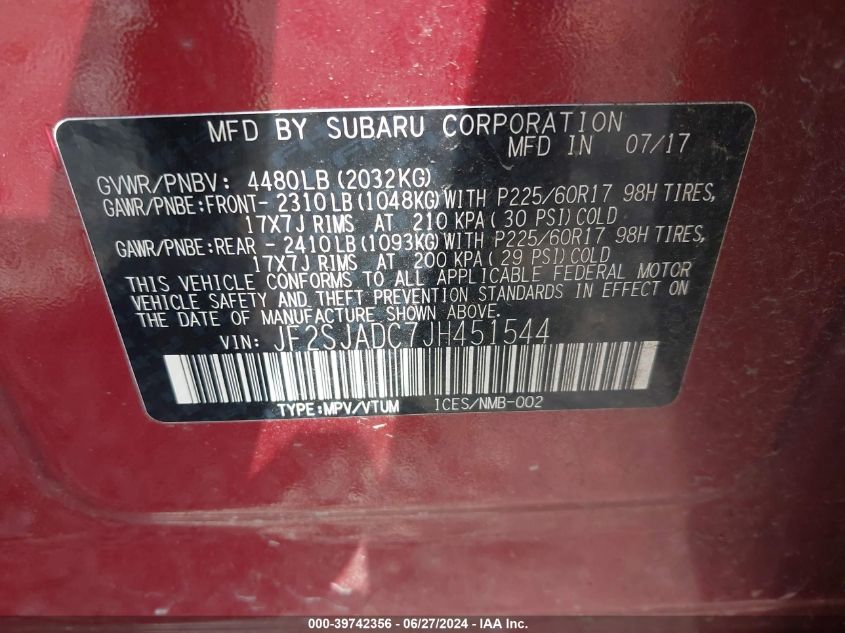 MFD BY SUBARU CORPORATION
MFD IN 07/17
GVWR/PNBV: 4480LB(2032KG)
GAWR/PNBE:FRONT- 2310LB(1048KG)WITH P225/60R17 98H TIRES,
17X7J RIMS AT 210 KPA(30 PSI)COLD
GAWR/PNBE:REAR - 2410LB(1093KG)WITH P225/60R17 98H TIRES,
17X7J RIMS AT 200 KPA(29 PSI)COLD
THIS VEHICLE CONFORMS TO ALL APPLICABLE FEDERAL MOTOR
VEHICLE SAFETY AND THEFT PREVENTION STANDARDS IN EFFECT ON
THE DATE OF MANUFACTURE SHOWN ABOVE.
VIN: JF2SJADC7JH451544
TYPE:MPV/VTUM ICES/NMB-002
000-39742356 - 06/27/2024 - IAA Inc.